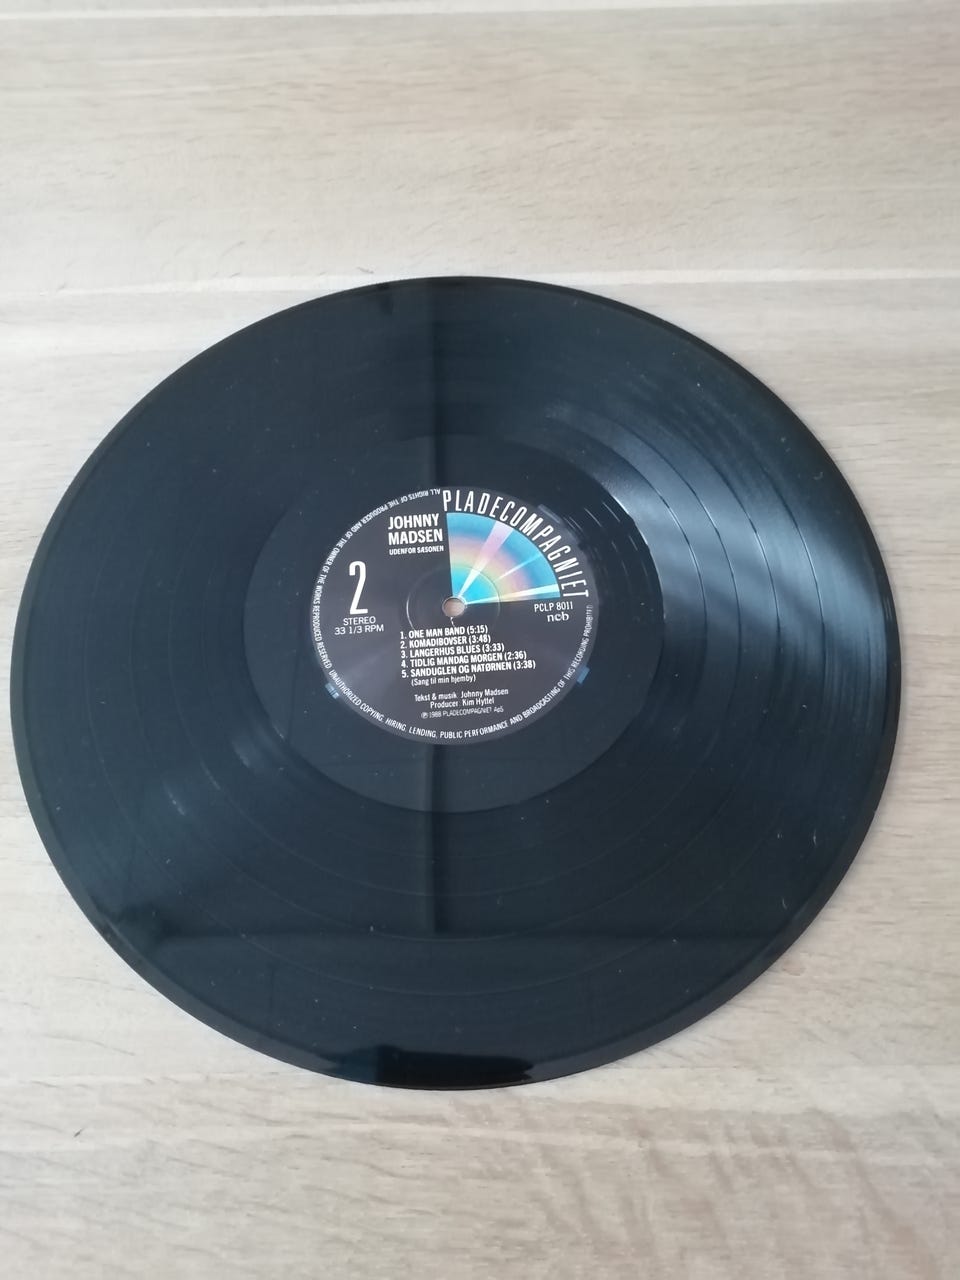 PLADECOMPAGNIET
JOHNNY
MADSEN
UDENFOR SÆSONEN
2
STEREO
33 1/3 RPM
PCLP 8011
ncb
1. ONE MAN BAND (5:15)
2. KOMADIBOVSER (3:48)
3. LANGERHUS BLUES (3:33)
4. TIDLIG MANDAG MORGEN (2:36)
5. SANDUGLEN OG NATØRNEN (3:38)
(Sang til min hjemby)
Tekst & musik: Johnny Madsen
Producer: Kim Hyttel
℗ 1988 PLADECOMPAGNIET ApS
ALL RIGHTS OF THE PRODUCER AND OF THE OWNER OF THE WORKS REPRODUCED RESERVED. UNAUTHORIZED COPYING, HIRING, LENDING, PUBLIC PERFORMANCE AND BROADCASTING OF THIS RECORDING PROHIBITED